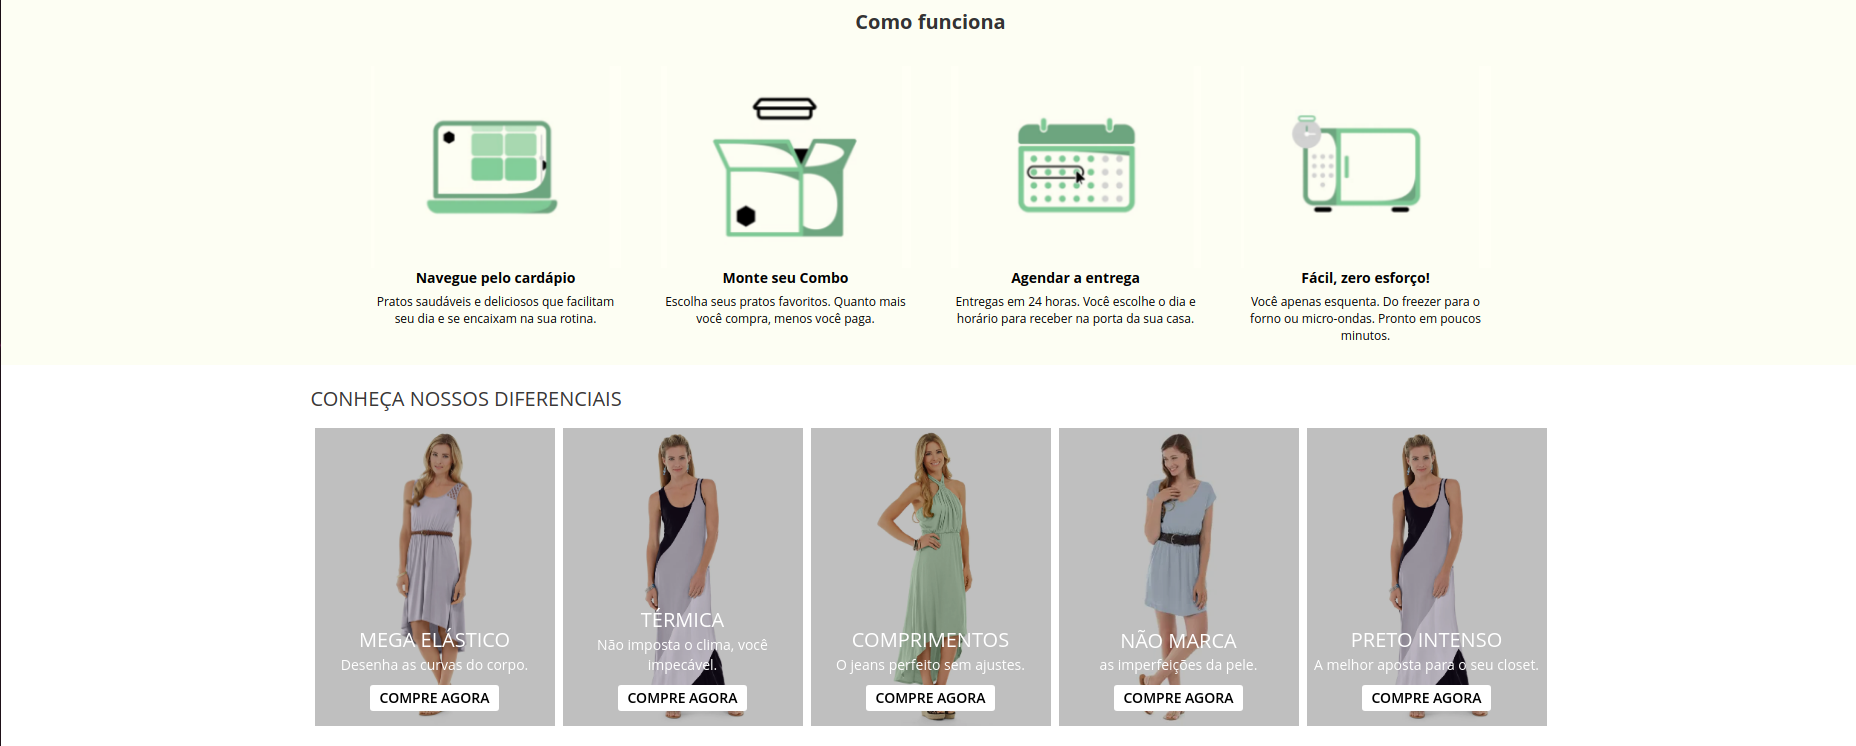 Como funciona
Navegue pelo cardápio
Pratos saudáveis e deliciosos que facilitam
seu dia e se encaixam na sua rotina.
Monte seu Combo
Escolha seus pratos favoritos. Quanto mais
você compra, menos você paga.
Agendar a entrega
Entregas em 24 horas. Você escolhe o dia e
horário para receber na porta da sua casa.
Fácil, zero esforço!
Você apenas esquenta. Do freezer para o
forno ou micro-ondas. Pronto em poucos
minutos.
CONHEÇA NOSSOS DIFERENCIAIS
MEGA ELÁSTICO
Desenha as curvas do corpo.
COMPRE AGORA
TÉRMICA
Não imposta o clima, você
impecável.
COMPRE AGORA
COMPRIMENTOS
O jeans perfeito sem ajustes.
COMPRE AGORA
NÃO MARCA
as imperfeições da pele.
COMPRE AGORA
PRETO INTENSO
A melhor aposta para o seu closet.
COMPRE AGORA